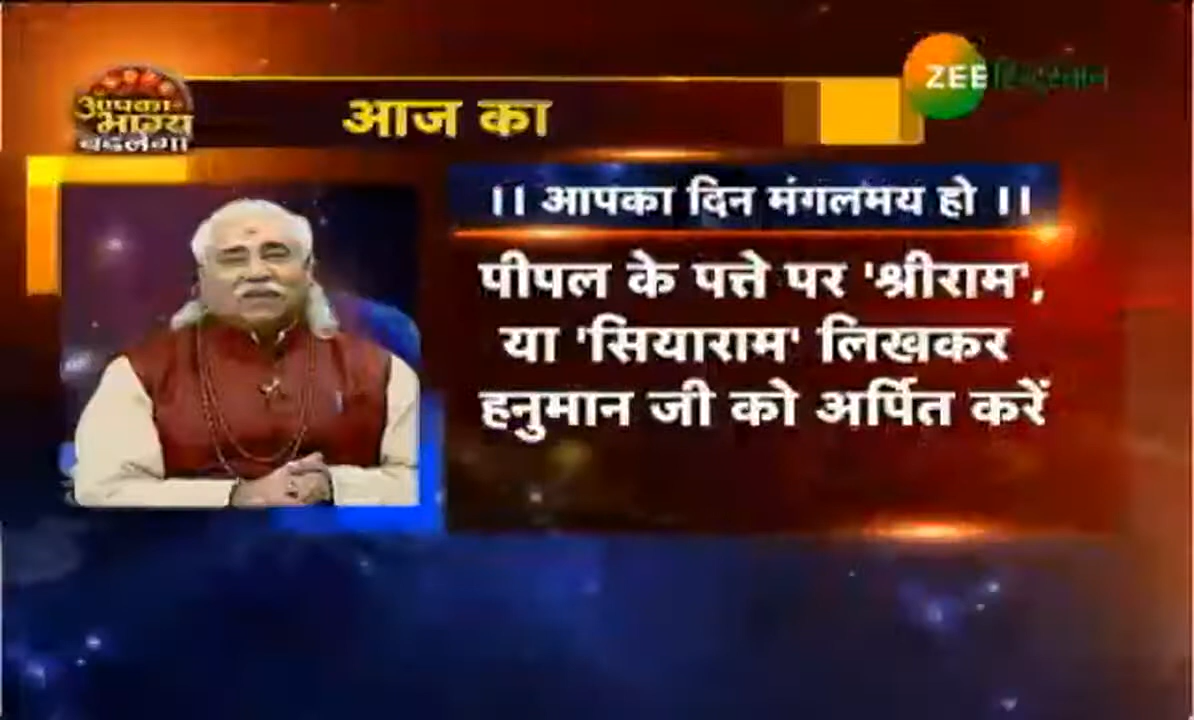 आपका
भाग्य
बदलेगा
आज का
ZEE हिन्दुस्तान
।। आपका दिन मंगलमय हो ।।
पीपल के पत्ते पर 'श्रीराम',
या 'सियाराम' लिखकर
हनुमान जी को अर्पित करें